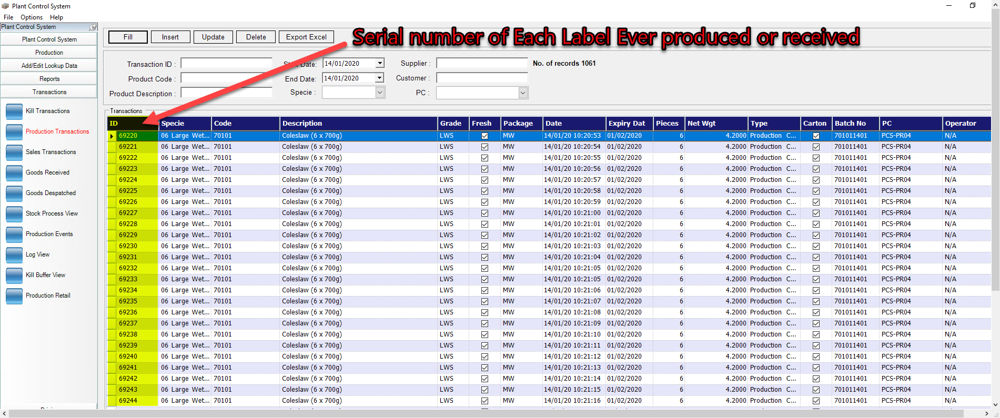 Plant Control System
File Options Help
Plant Control System
Plant Control System
Production
Add/Edit Lookup Data
Reports
Transactions
Kill Transactions
Production Transactions
Sales Transactions
Goods Received
Goods Despatched
Stock Process View
Production Events
Log View
Kill Buffer View
Production Retail
Fill Insert Update Delete Export Excel
Serial number of Each Label Ever produced or received
Transaction ID : Date: 14/01/2020 Supplier : No. of records 1061
Product Code : End Date: 14/01/2020 Customer :
Product Description : Specie : PC :
Transactions
ID Specie Code Description Grade Fresh Package Date Expiry Dat Pieces Net Wgt Type Carton Batch No PC Operator
69220 06 Large Wet... 70101 Coleslaw (6 x 700g) LWS MW 14/01/20 10:20:53 01/02/2020 6 4.2000 Production C... 701011401 PCS-PR04 N/A
69221 06 Large Wet... 70101 Coleslaw (6 x 700g) LWS MW 14/01/20 10:20:54 01/02/2020 6 4.2000 Production C... 701011401 PCS-PR04 N/A
69222 06 Large Wet... 70101 Coleslaw (6 x 700g) LWS MW 14/01/20 10:20:55 01/02/2020 6 4.2000 Production C... 701011401 PCS-PR04 N/A
69223 06 Large Wet... 70101 Coleslaw (6 x 700g) LWS MW 14/01/20 10:20:56 01/02/2020 6 4.2000 Production C... 701011401 PCS-PR04 N/A
69224 06 Large Wet... 70101 Coleslaw (6 x 700g) LWS MW 14/01/20 10:20:57 01/02/2020 6 4.2000 Production C... 701011401 PCS-PR04 N/A
69225 06 Large Wet... 70101 Coleslaw (6 x 700g) LWS MW 14/01/20 10:20:58 01/02/2020 6 4.2000 Production C... 701011401 PCS-PR04 N/A
69226 06 Large Wet... 70101 Coleslaw (6 x 700g) LWS MW 14/01/20 10:20:59 01/02/2020 6 4.2000 Production C... 701011401 PCS-PR04 N/A
69227 06 Large Wet... 70101 Coleslaw (6 x 700g) LWS MW 14/01/20 10:21:00 01/02/2020 6 4.2000 Production C... 701011401 PCS-PR04 N/A
69228 06 Large Wet... 70101 Coleslaw (6 x 700g) LWS MW 14/01/20 10:21:01 01/02/2020 6 4.2000 Production C... 701011401 PCS-PR04 N/A
69229 06 Large Wet... 70101 Coleslaw (6 x 700g) LWS MW 14/01/20 10:21:02 01/02/2020 6 4.2000 Production C... 701011401 PCS-PR04 N/A
69230 06 Large Wet... 70101 Coleslaw (6 x 700g) LWS MW 14/01/20 10:21:03 01/02/2020 6 4.2000 Production C... 701011401 PCS-PR04 N/A
69231 06 Large Wet... 70101 Coleslaw (6 x 700g) LWS MW 14/01/20 10:21:04 01/02/2020 6 4.2000 Production C... 701011401 PCS-PR04 N/A
69232 06 Large Wet... 70101 Coleslaw (6 x 700g) LWS MW 14/01/20 10:21:05 01/02/2020 6 4.2000 Production C... 701011401 PCS-PR04 N/A
69233 06 Large Wet... 70101 Coleslaw (6 x 700g) LWS MW 14/01/20 10:21:05 01/02/2020 6 4.2000 Production C... 701011401 PCS-PR04 N/A
69234 06 Large Wet... 70101 Coleslaw (6 x 700g) LWS MW 14/01/20 10:21:06 01/02/2020 6 4.2000 Production C... 701011401 PCS-PR04 N/A
69235 06 Large Wet... 70101 Coleslaw (6 x 700g) LWS MW 14/01/20 10:21:07 01/02/2020 6 4.2000 Production C... 701011401 PCS-PR04 N/A
69236 06 Large Wet... 70101 Coleslaw (6 x 700g) LWS MW 14/01/20 10:21:08 01/02/2020 6 4.2000 Production C... 701011401 PCS-PR04 N/A
69237 06 Large Wet... 70101 Coleslaw (6 x 700g) LWS MW 14/01/20 10:21:09 01/02/2020 6 4.2000 Production C... 701011401 PCS-PR04 N/A
69238 06 Large Wet... 70101 Coleslaw (6 x 700g) LWS MW 14/01/20 10:21:10 01/02/2020 6 4.2000 Production C... 701011401 PCS-PR04 N/A
69239 06 Large Wet... 70101 Coleslaw (6 x 700g) LWS MW 14/01/20 10:21:11 01/02/2020 6 4.2000 Production C... 701011401 PCS-PR04 N/A
69240 06 Large Wet... 70101 Coleslaw (6 x 700g) LWS MW 14/01/20 10:21:12 01/02/2020 6 4.2000 Production C... 701011401 PCS-PR04 N/A
69241 06 Large Wet... 70101 Coleslaw (6 x 700g) LWS MW 14/01/20 10:21:13 01/02/2020 6 4.2000 Production C... 701011401 PCS-PR04 N/A
69242 06 Large Wet... 70101 Coleslaw (6 x 700g) LWS MW 14/01/20 10:21:14 01/02/2020 6 4.2000 Production C... 701011401 PCS-PR04 N/A
69243 06 Large Wet... 70101 Coleslaw (6 x 700g) LWS MW 14/01/20 10:21:15 01/02/2020 6 4.2000 Production C... 701011401 PCS-PR04 N/A
69244 06 Large Wet... 70101 Coleslaw (6 x 700g) LWS MW 14/01/20 10:21:16 01/02/2020 6 4.2000 Production C... 701011401 PCS-PR04 N/A